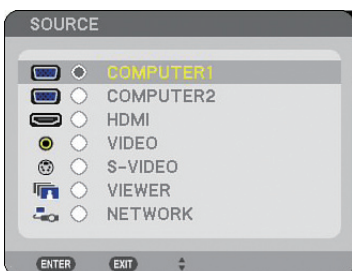 SOURCE
COMPUTER1
COMPUTER2
HDMI
VIDEO
S-VIDEO
VIEWER
NETWORK
ENTER EXIT